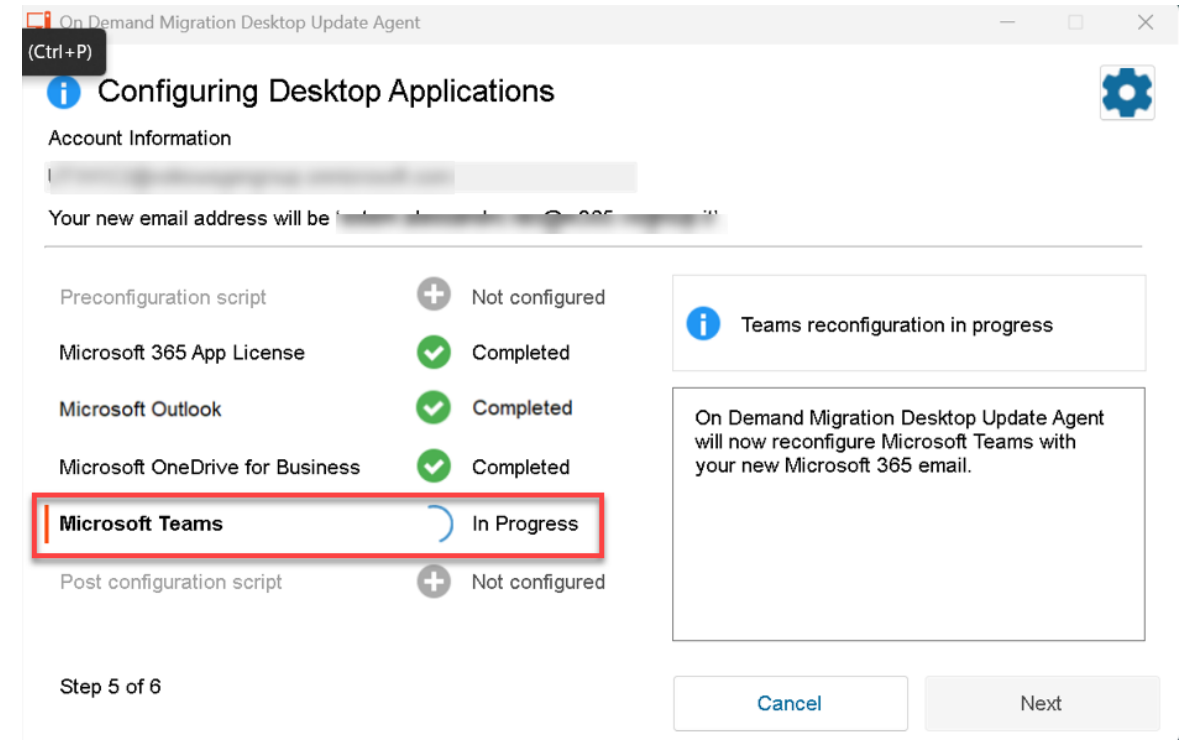 On Demand Migration Desktop Update Agent
(Ctrl+P)
Configuring Desktop Applications
Account Information
Your new email address will be '
Preconfiguration script Not configured
Microsoft 365 App License Completed
Microsoft Outlook Completed
Microsoft OneDrive for Business Completed
Microsoft Teams In Progress
Post configuration script Not configured
Teams reconfiguration in progress
On Demand Migration Desktop Update Agent
will now reconfigure Microsoft Teams with
your new Microsoft 365 email.
Step 5 of 6
Cancel
Next